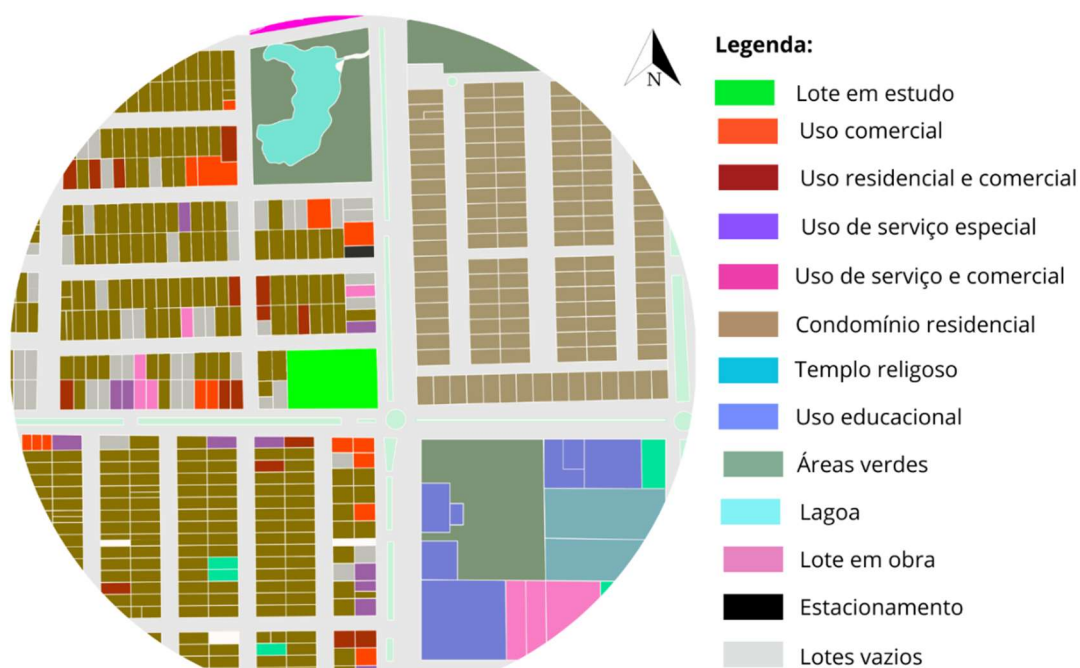 N
Legenda:
Lote em estudo
Uso comercial
Uso residencial e comercial
Uso de serviço especial
Uso de serviço e comercial
Condomínio residencial
Templo religoso
Uso educacional
Áreas verdes
Lagoa
Lote em obra
Estacionamento
Lotes vazios